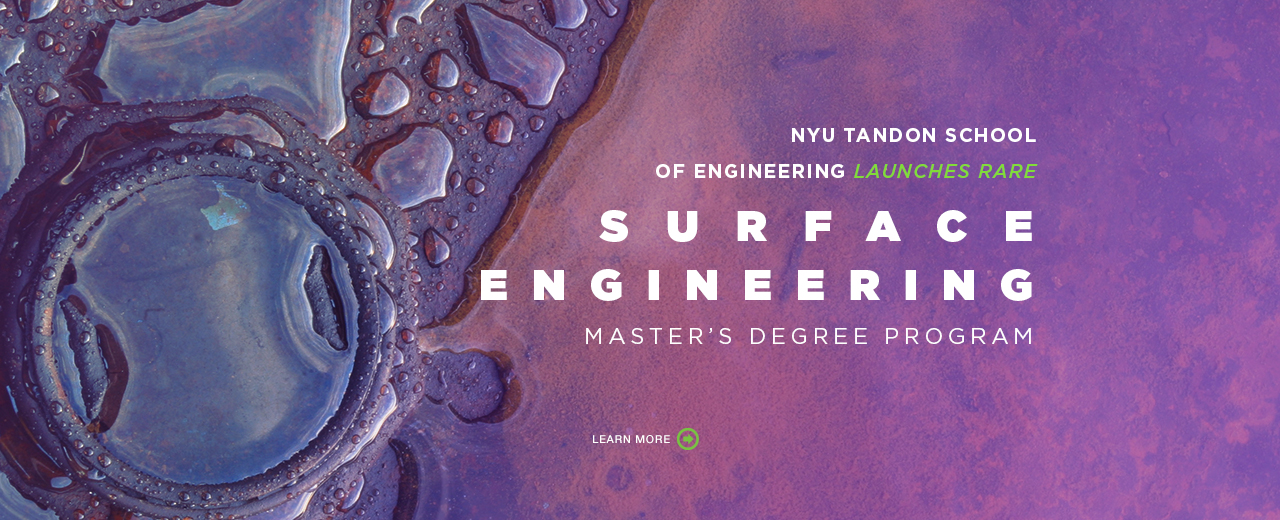 NYU TANDON SCHOOL
OF ENGINEERING LAUNCHES RARE
SURFACE
ENGINEERING
MASTER’S DEGREE PROGRAM
LEARN MORE